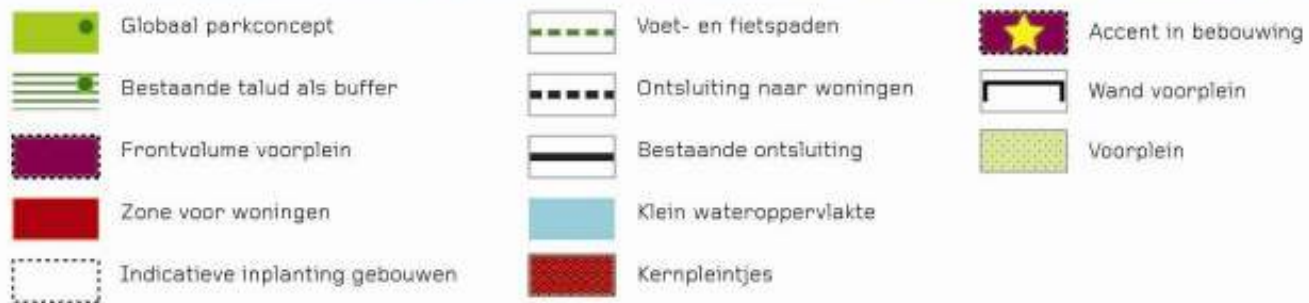 Globaal parkconcept
Bestaande talud als buffer
Frontvolume voorplein
Zone voor woningen
Indicatieve inplanting gebouwen
Voet- en fietspaden
Ontsluiting naar woningen
Bestaande ontsluiting
Klein wateroppervlakte
Kernpleintjes
Accent in bebouwing
Wand voorplein
Voorplein